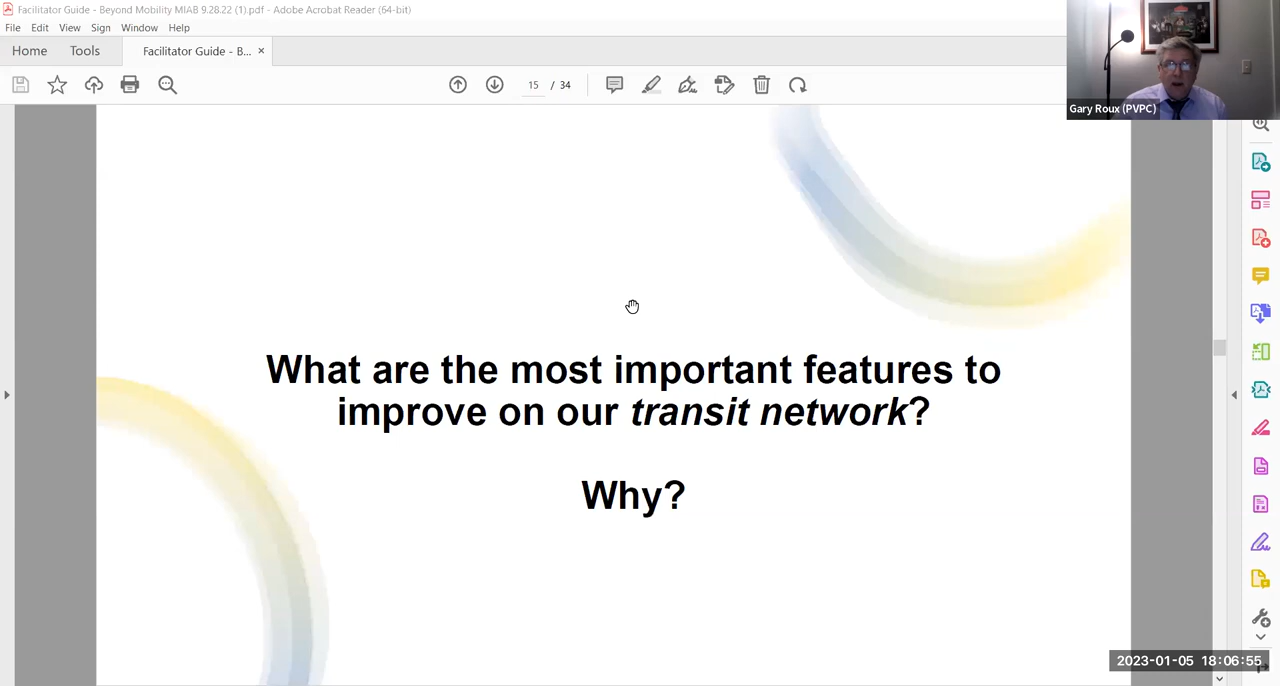 Facilitator Guide - Beyond Mobility MIAB 9.28.22 (1).pdf - Adobe Acrobat Reader (64-bit)
File Edit View Sign Window Help
Home Tools Facilitator Guide - B... ×
15 / 34
Gary Roux (PVPC)
What are the most important features to
improve on our transit network?
Why?
2023-01-05 18:06:55